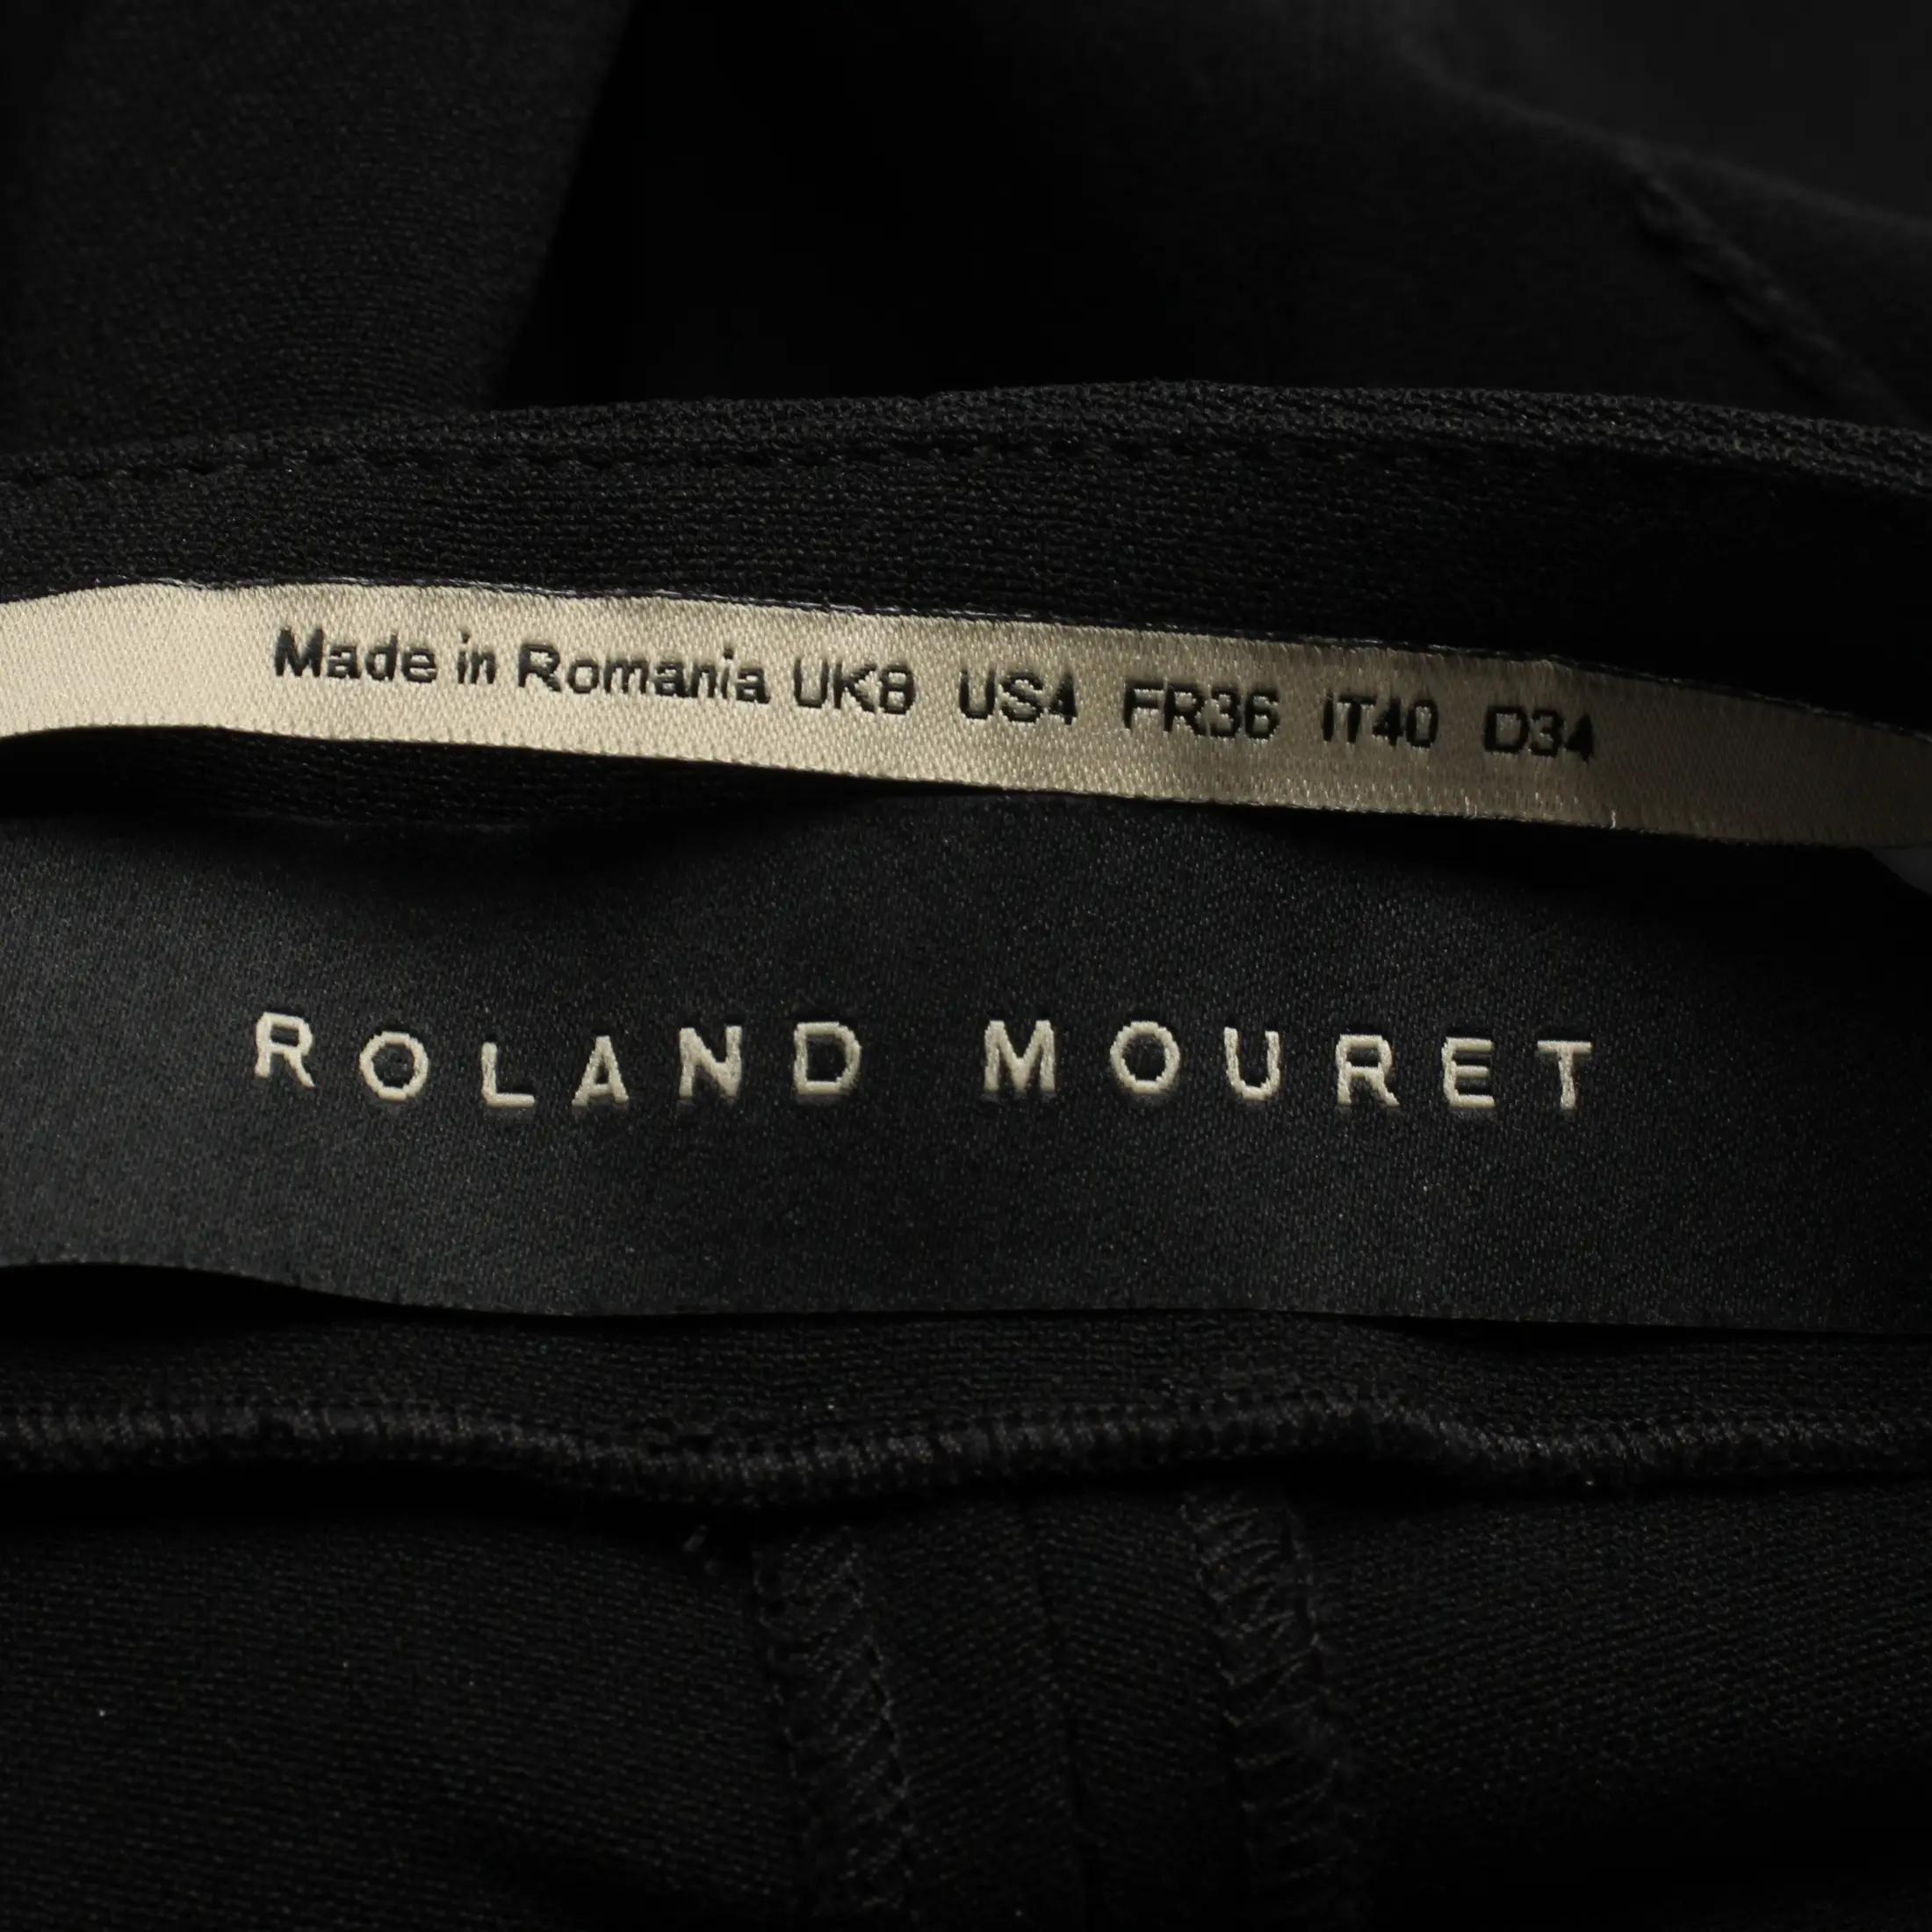 Made in Romania UK8 US4 FR36 IT40 D34
ROLAND MOURET